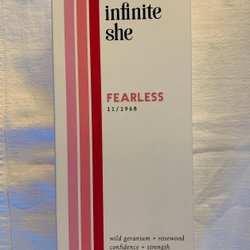 infinite
she
FEARLESS
11/1968
wild geranium + rosewood
confidence + strength